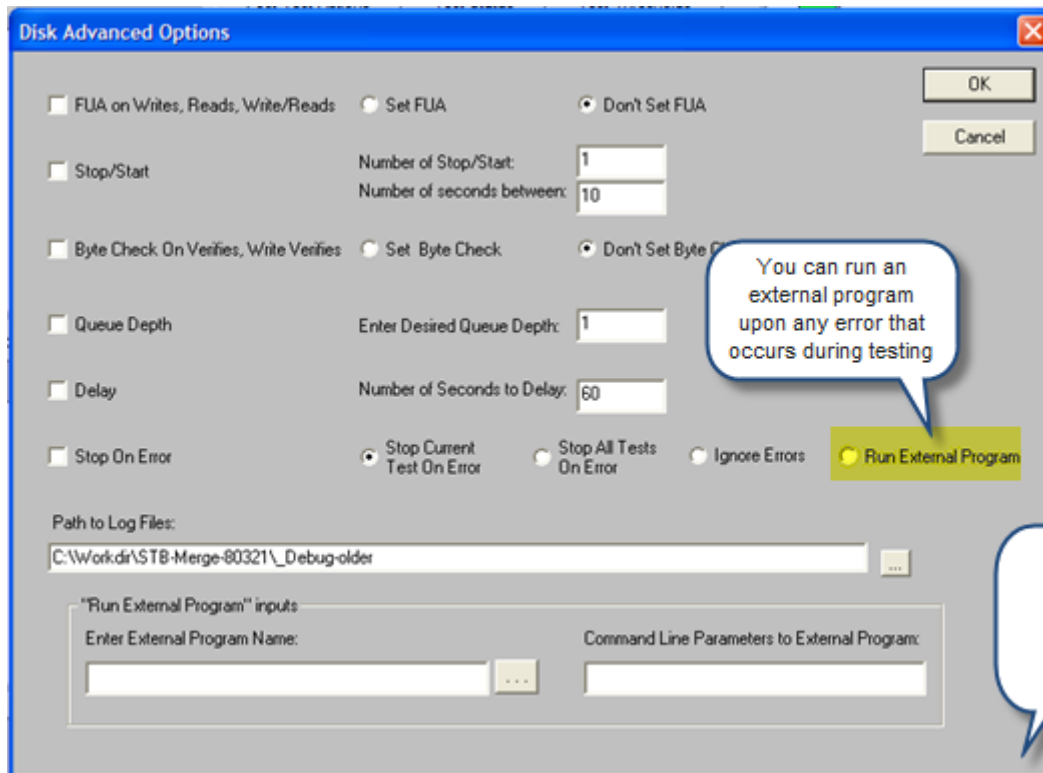 Disk Advanced Options
OK
Cancel
FUA on Writes, Reads, Write/Reads
Set FUA
Don't Set FUA
Stop/Start
Number of Stop/Start:
1
Number of seconds between:
10
Byte Check On Verifies, Write Verifies
Set Byte Check
Don't Set Byte
You can run an
external program
upon any error that
occurs during testing
Queue Depth
Enter Desired Queue Depth:
1
Delay
Number of Seconds to Delay:
60
Stop On Error
Stop Current
Test On Error
Stop All Tests
On Error
Ignore Errors
Run External Program
Path to Log Files:
C:\Workdir\STB-Merge-80321\_Debug-older
...
"Run External Program" inputs
Enter External Program Name:
...
Command Line Parameters to External Program: